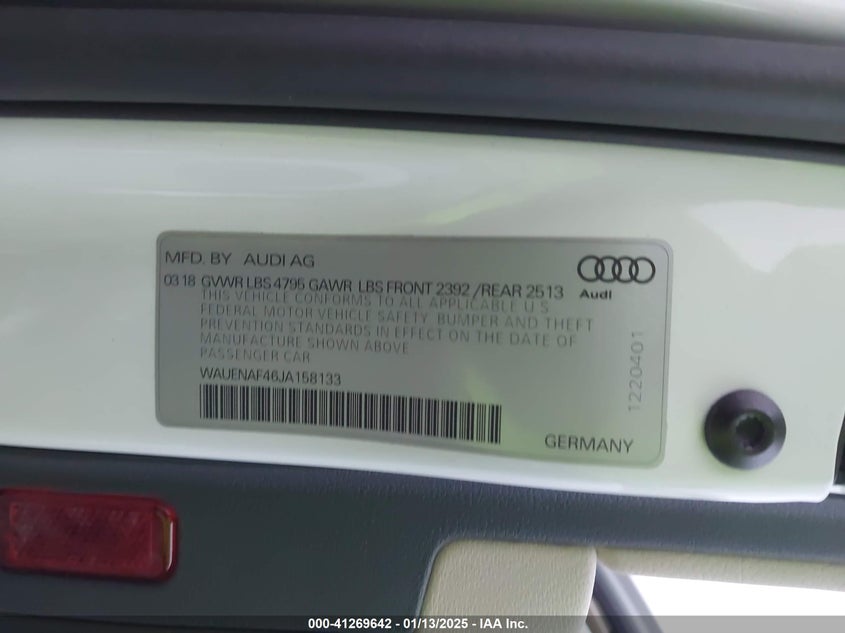 MFD. BY AUDI AG
03 18 GVWR LBS 4795 GAWR LBS FRONT 2392 /REAR 2513
THIS VEHICLE CONFORMS TO ALL APPLICABLE U S
FEDERAL MOTOR VEHICLE SAFETY, BUMPER AND THEFT
PREVENTION STANDARDS IN EFFECT ON THE DATE OF
MANUFACTURE SHOWN ABOVE
PASSENGER CAR
WAUENAF46JA158133
Audi
1220401
GERMANY
000-41269642 - 01/13/2025 - IAA Inc.